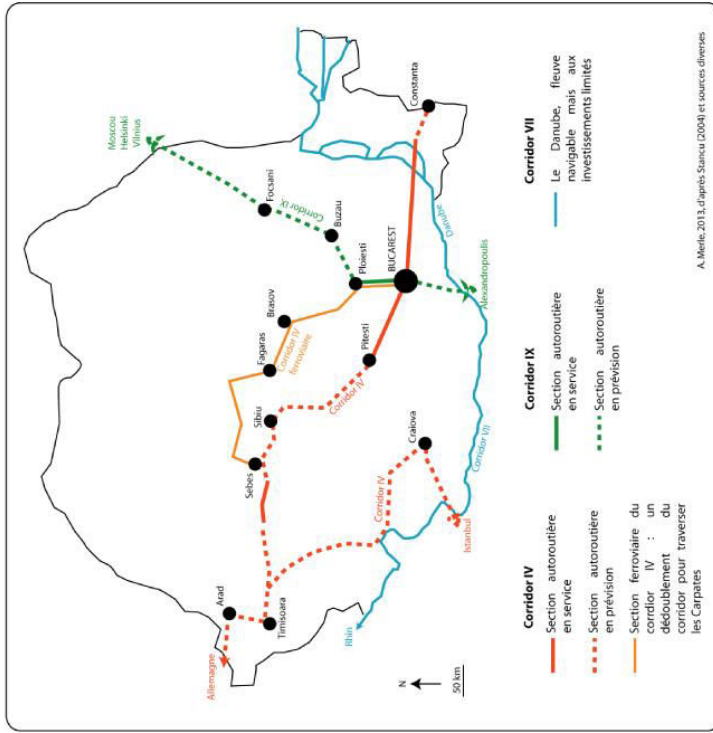 Moscou
Helsinki
Vilnius
Focsani
Corridor IX
Buzau
Ploiesti
BUCAREST
Constanta
Danube
Alexandropoulis
Brasov
Fagaras
Corridor IV
ferroviaire
Pitesti
Sibiu
Corridor IV
Sebes
Craiova
Corridor IV
Corridor VII
Istanbul
Arad
Timisoara
Allemagne
Rhin
N
50 km
Corridor IV
Section autoroutière
en service
Section autoroutière
en prévision
Section ferroviaire du
corrdior IV : un
dédoublement du
corridor pour traverser
les Carpates
Corridor IX
Section autoroutière
en service
Section autoroutière
en prévision
Corridor VII
Le Danube, fleuve
navigable mais aux
investissements limités
A. Merle, 2013, d'après Stancu (2004) et sources diverses